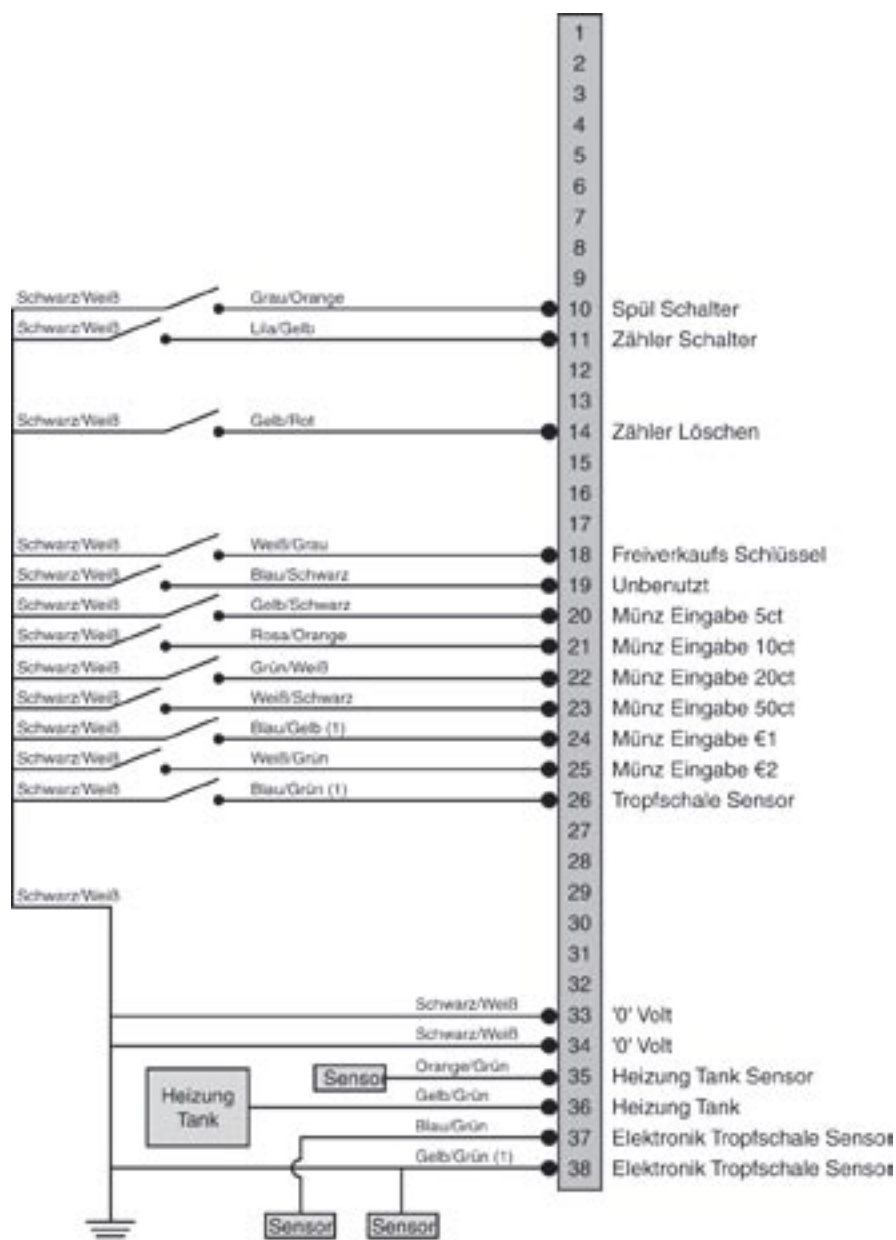 1
2
3
4
5
6
7
8
9
Schwarz/Weiß Grau/Orange 10 Spül Schalter
Schwarz/Weiß Lila/Gelb 11 Zähler Schalter
12
13
Schwarz/Weiß Gelb/Rot 14 Zähler Löschen
15
16
17
Schwarz/Weiß Weiß/Grau 18 Freiverkaufs Schlüssel
Schwarz/Weiß Blau/Schwarz 19 Unbenutzt
Schwarz/Weiß Gelb/Schwarz 20 Münz Eingabe 5ct
Schwarz/Weiß Rosa/Orange 21 Münz Eingabe 10ct
Schwarz/Weiß Grün/Weiß 22 Münz Eingabe 20ct
Schwarz/Weiß Weiß/Schwarz 23 Münz Eingabe 50ct
Schwarz/Weiß Blau/Gelb (1) 24 Münz Eingabe €1
Schwarz/Weiß Weiß/Grün 25 Münz Eingabe €2
Schwarz/Weiß Blau/Grün (1) 26 Tropfschale Sensor
27
28
Schwarz/Weiß 29
30
31
32
Schwarz/Weiß 33 '0' Volt
Schwarz/Weiß 34 '0' Volt
Sensor Orange/Grün 35 Heizung Tank Sensor
Heizung
Tank
Gelb/Grün 36 Heizung Tank
Blau/Grün 37 Elektronik Tropfschale Sensor
Gelb/Grün (1) 38 Elektronik Tropfschale Sensor
Sensor Sensor